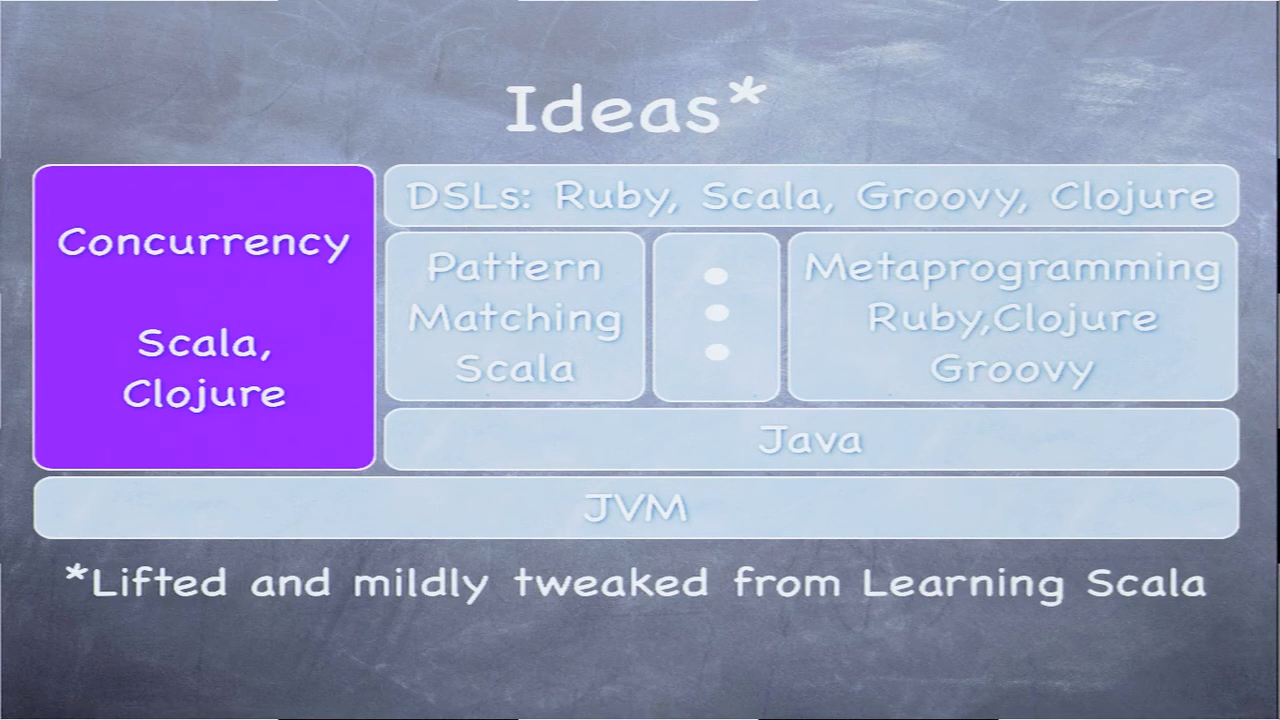 Ideas*
Concurrency
Scala,
Clojure
DSLs: Ruby, Scala, Groovy, Clojure
Pattern
Matching
Scala
Metaprogramming
Ruby,Clojure
Groovy
Java
JVM
*Lifted and mildly tweaked from Learning Scala